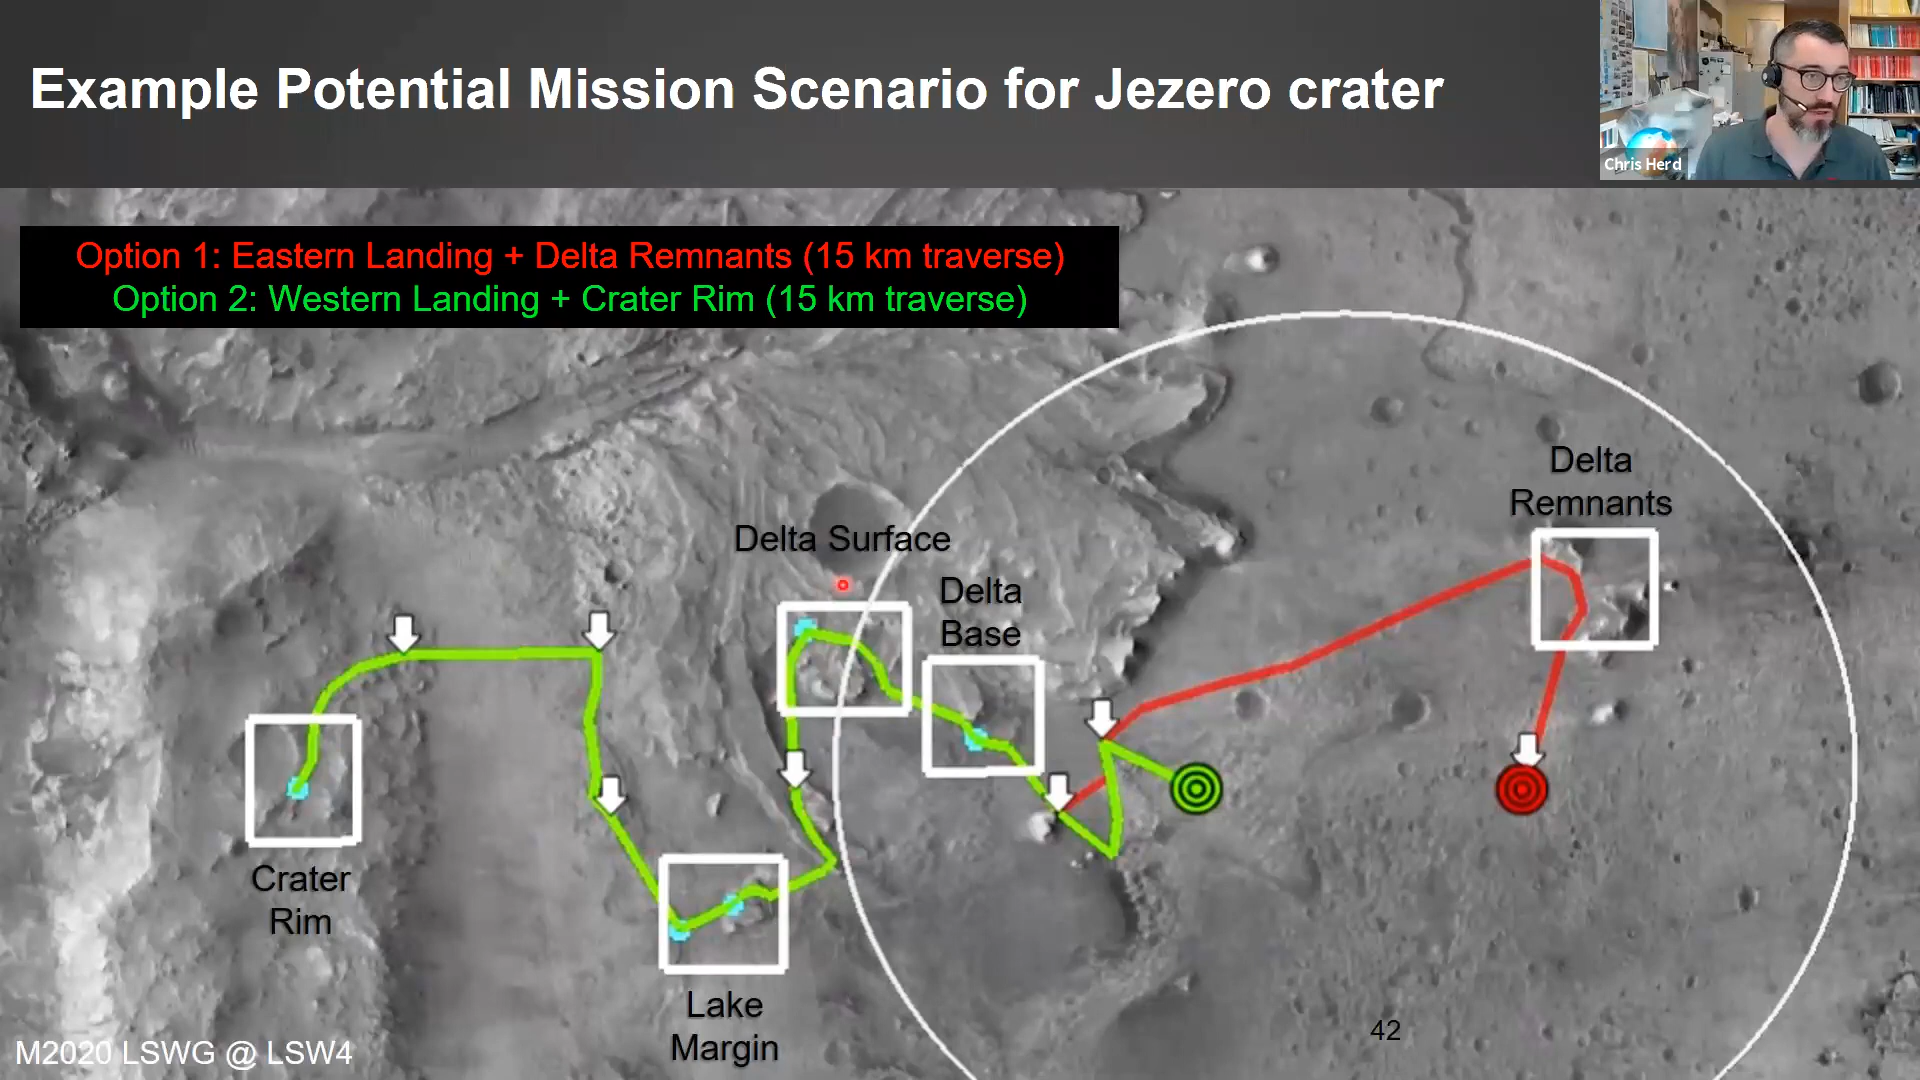 Example Potential Mission Scenario for Jezero crater
Chris Herd
Option 1: Eastern Landing + Delta Remnants (15 km traverse)
Option 2: Western Landing + Crater Rim (15 km traverse)
Delta
Remnants
Delta Surface
Delta
Base
Crater
Rim
Lake
Margin
42
M2020 LSWG @ LSW4